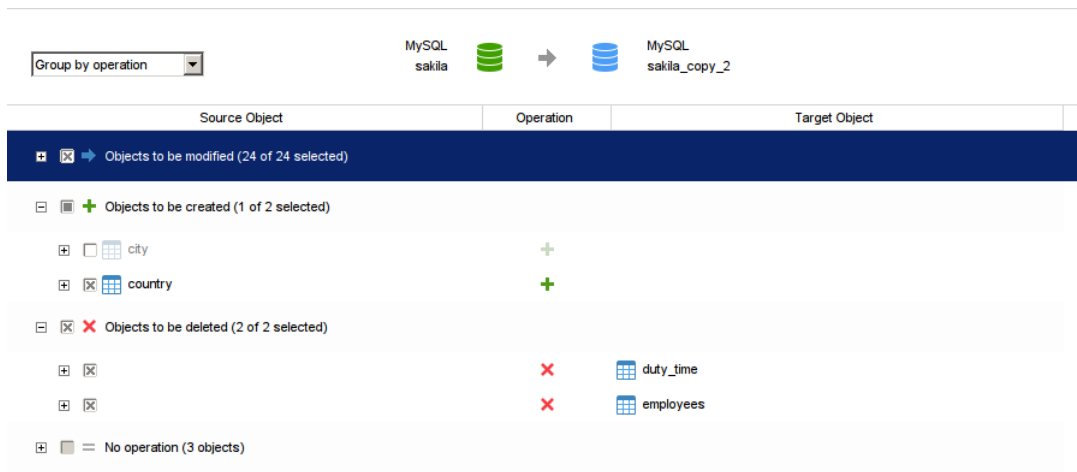 Group by operation
MySQL
sakila
MySQL
sakila_copy_2
Source Object
Operation
Target Object
Objects to be modified (24 of 24 selected)
Objects to be created (1 of 2 selected)
city
country
Objects to be deleted (2 of 2 selected)
duty_time
employees
No operation (3 objects)